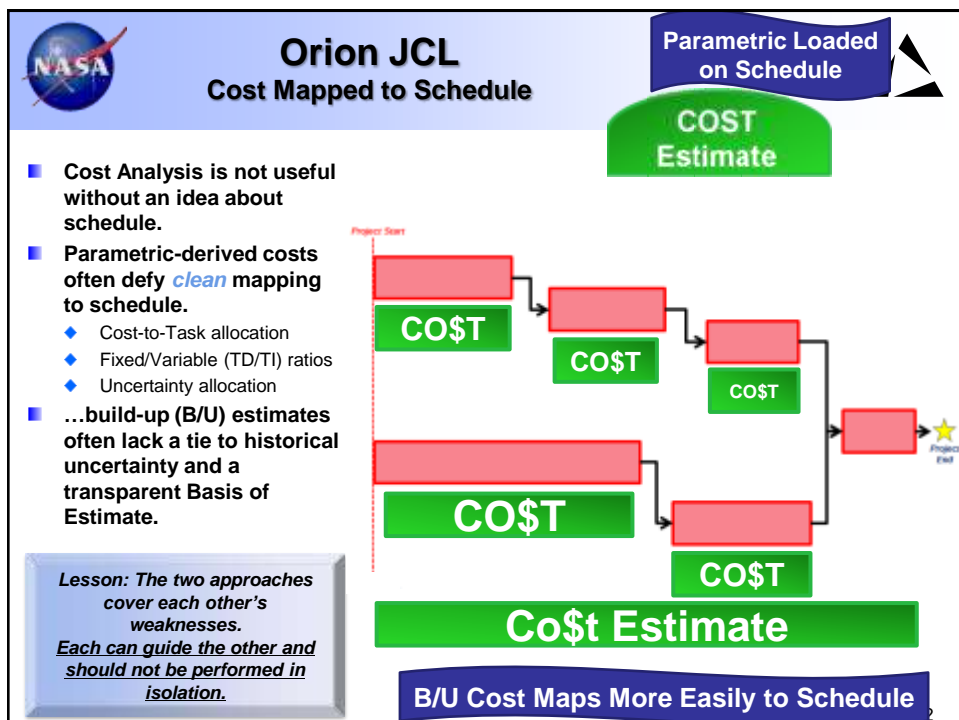 NASA
Orion JCL
Cost Mapped to Schedule
Parametric Loaded
on Schedule
COST
Estimate
Cost Analysis is not useful
without an idea about
schedule.
Parametric-derived costs
often defy clean mapping
to schedule.
Cost-to-Task allocation
Fixed/Variable (TD/TI) ratios
Uncertainty allocation
...build-up (B/U) estimates
often lack a tie to historical
uncertainty and a
transparent Basis of
Estimate.
Lesson: The two approaches
cover each other's
weaknesses.
Each can guide the other and
should not be performed in
isolation.
Project Start
CO$T
CO$T
CO$T
Project
End
CO$T
CO$T
Co$t Estimate
B/U Cost Maps More Easily to Schedule
2